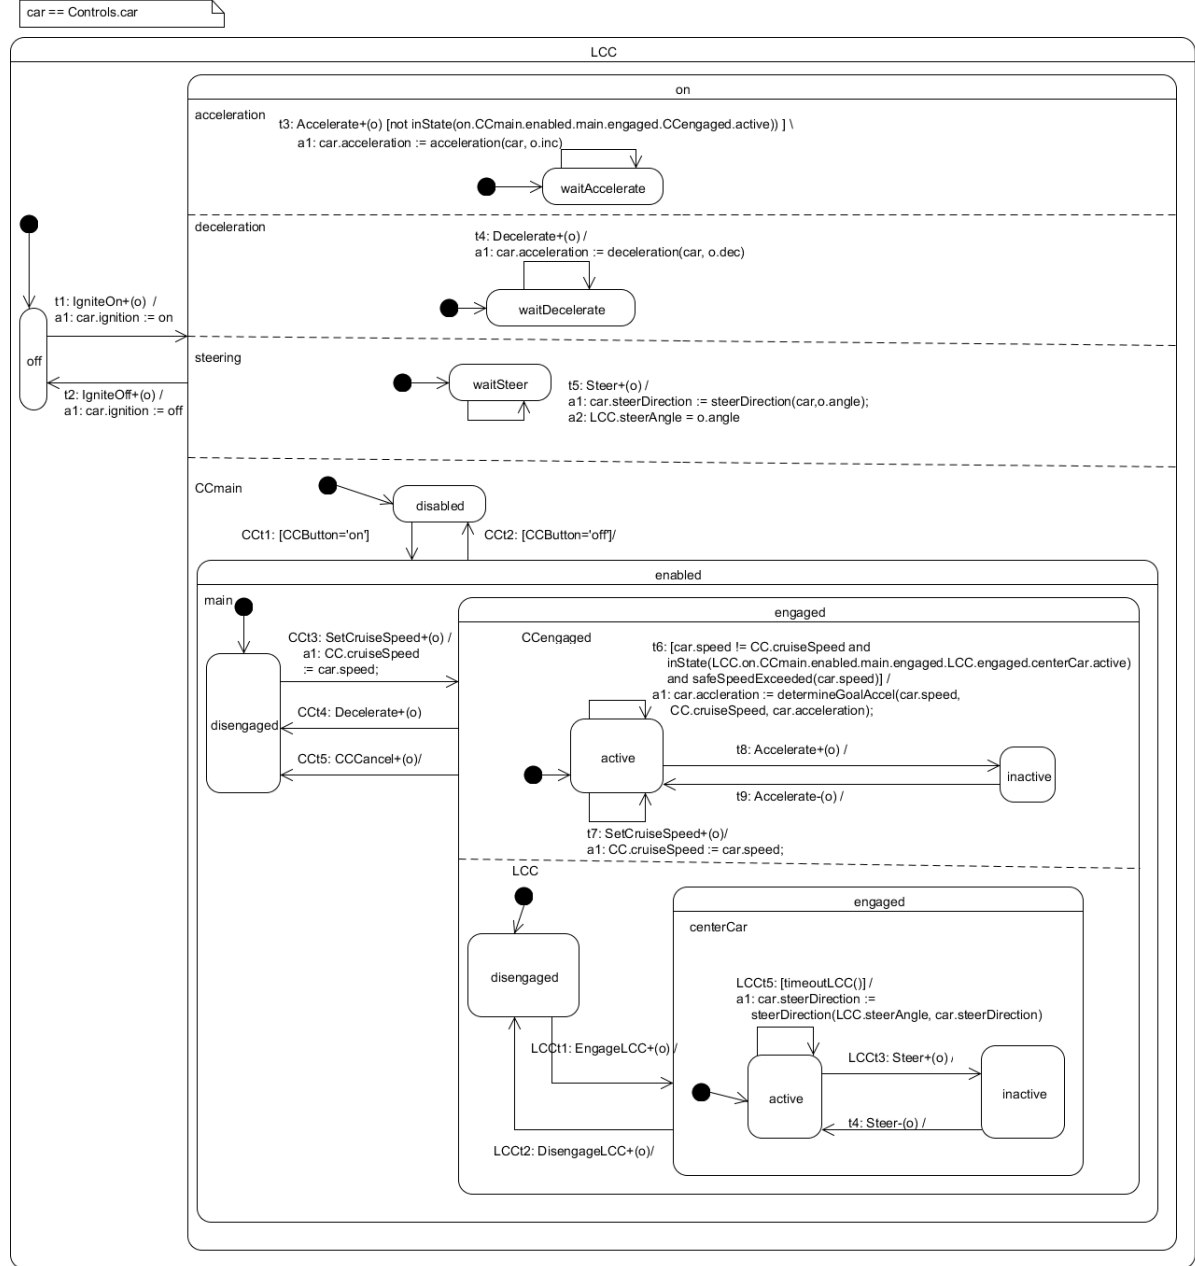 car == Controls.car
LCC
on
acceleration
t3: Accelerate+(o) [not inState(on.CCmain.enabled.main.engaged.CCengaged.active)) ] \
a1: car.acceleration := acceleration(car, o.inc)
waitAccelerate
deceleration
t4: Decelerate+(o) /
a1: car.acceleration := deceleration(car, o.dec)
waitDecelerate
t1: IgniteOn+(o) /
a1: car.ignition := on
off
t2: IgniteOff+(o) /
a1: car.ignition := off
steering
waitSteer
t5: Steer+(o) /
a1: car.steerDirection := steerDirection(car,o.angle);
a2: LCC.steerAngle = o.angle
CCmain
disabled
CCt1: [CCButton='on']
CCt2: [CCButton='off']/
enabled
main
engaged
CCt3: SetCruiseSpeed+(o) /
a1: CC.cruiseSpeed
:= car.speed;
CCt4: Decelerate+(o)
disengaged
CCt5: CCCancel+(o)/
CCengaged
t6: [car.speed != CC.cruiseSpeed and
inState(LCC.on.CCmain.enabled.main.engaged.LCC.engaged.centerCar.active)
and safeSpeedExceeded(car.speed)] /
a1: car.accleration := determineGoalAccel(car.speed,
CC.cruiseSpeed, car.acceleration);
active
t8: Accelerate+(o) /
inactive
t9: Accelerate-(o) /
t7: SetCruiseSpeed+(o)/
a1: CC.cruiseSpeed := car.speed;
LCC
disengaged
engaged
centerCar
LCCt5: [timeoutLCC()] /
a1: car.steerDirection :=
steerDirection(LCC.steerAngle, car.steerDirection)
LCCt1: EngageLCC+(o) /
LCCt3: Steer+(o) /
active
inactive
t4: Steer-(o) /
LCCt2: DisengageLCC+(o)/